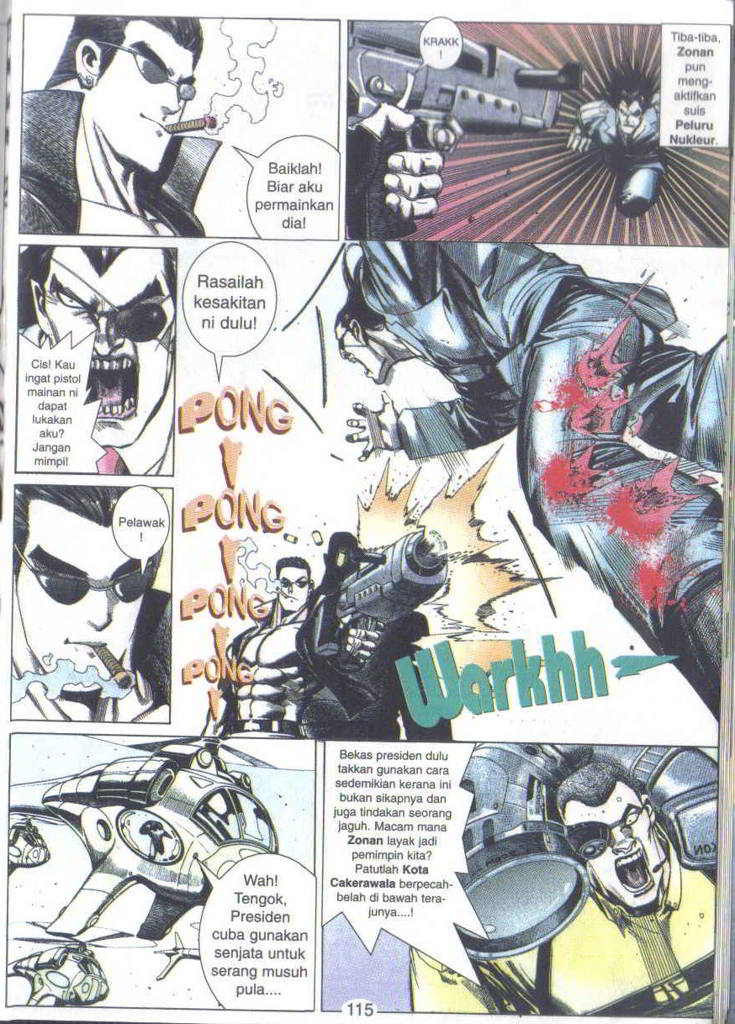 Baiklah!
Biar aku
permainkan
dia!
KRAKK
!
Tiba-tiba,
Zonan
pun
meng-
aktifkan
suis
Peluru
Nukleur.
Cis! Kau
ingat pistol
mainan ni
dapat
lukakan
aku?
Jangan
mimpi!
Rasailah
kesakitan
ni dulu!
PONG
!
PONG
!
PONG
!
PONG
!
Pelawak
!
Warkhh
Wah!
Tengok,
Presiden
cuba gunakan
senjata untuk
serang musuh
pula....
Bekas presiden dulu
takkan gunakan cara
sedemikian kerana ini
bukan sikapnya dan
juga tindakan seorang
jaguh. Macam mana
Zonan layak jadi
pemimpin kita?
Patutlah Kota
Cakerawala berpecah-
belah di bawah tera-
junya....!
115